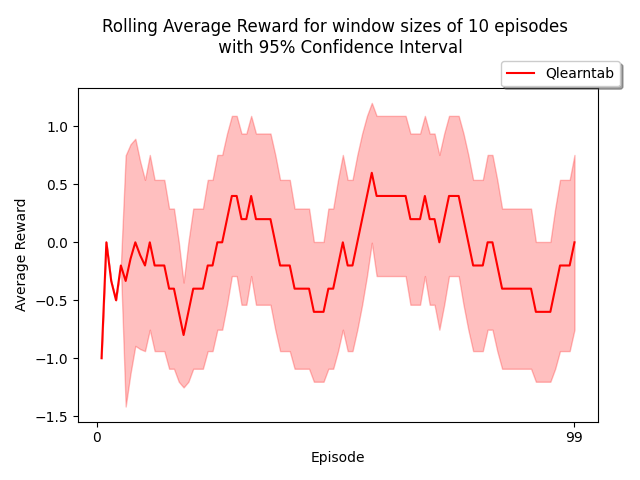 Rolling Average Reward for window sizes of 10 episodes
with 95% Confidence Interval
Qlearntab
1.0
0.5
0.0
−0.5
−1.0
−1.5
Average Reward
0
99
Episode